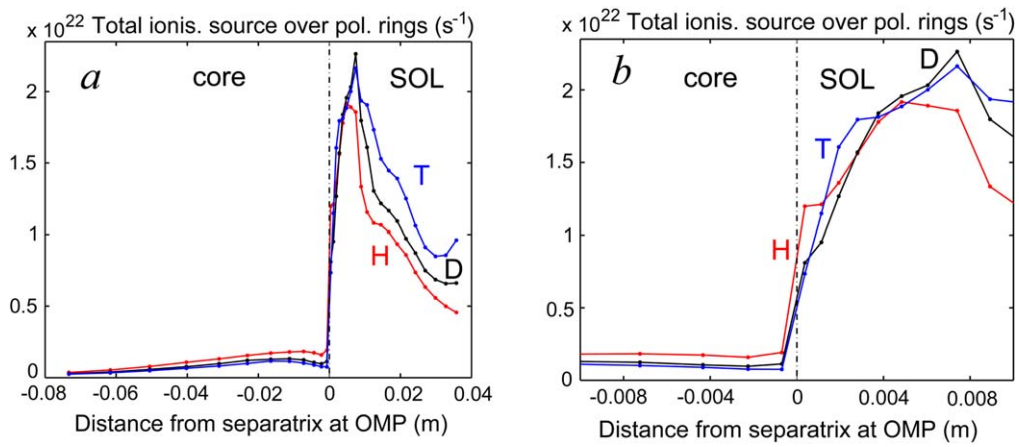 x 10²² Total ionis. source over pol. rings (s⁻¹)
a
core
SOL
2
1.5
1
0.5
0
T
D
H
-0.08
-0.06
-0.04
-0.02
0
0.02
0.04
Distance from separatrix at OMP (m)
x 10²² Total ionis. source over pol. rings (s⁻¹)
b
core
SOL
D
T
H
2
1.5
1
0.5
0
-0.008
-0.004
0
0.004
0.008
Distance from separatrix at OMP (m)